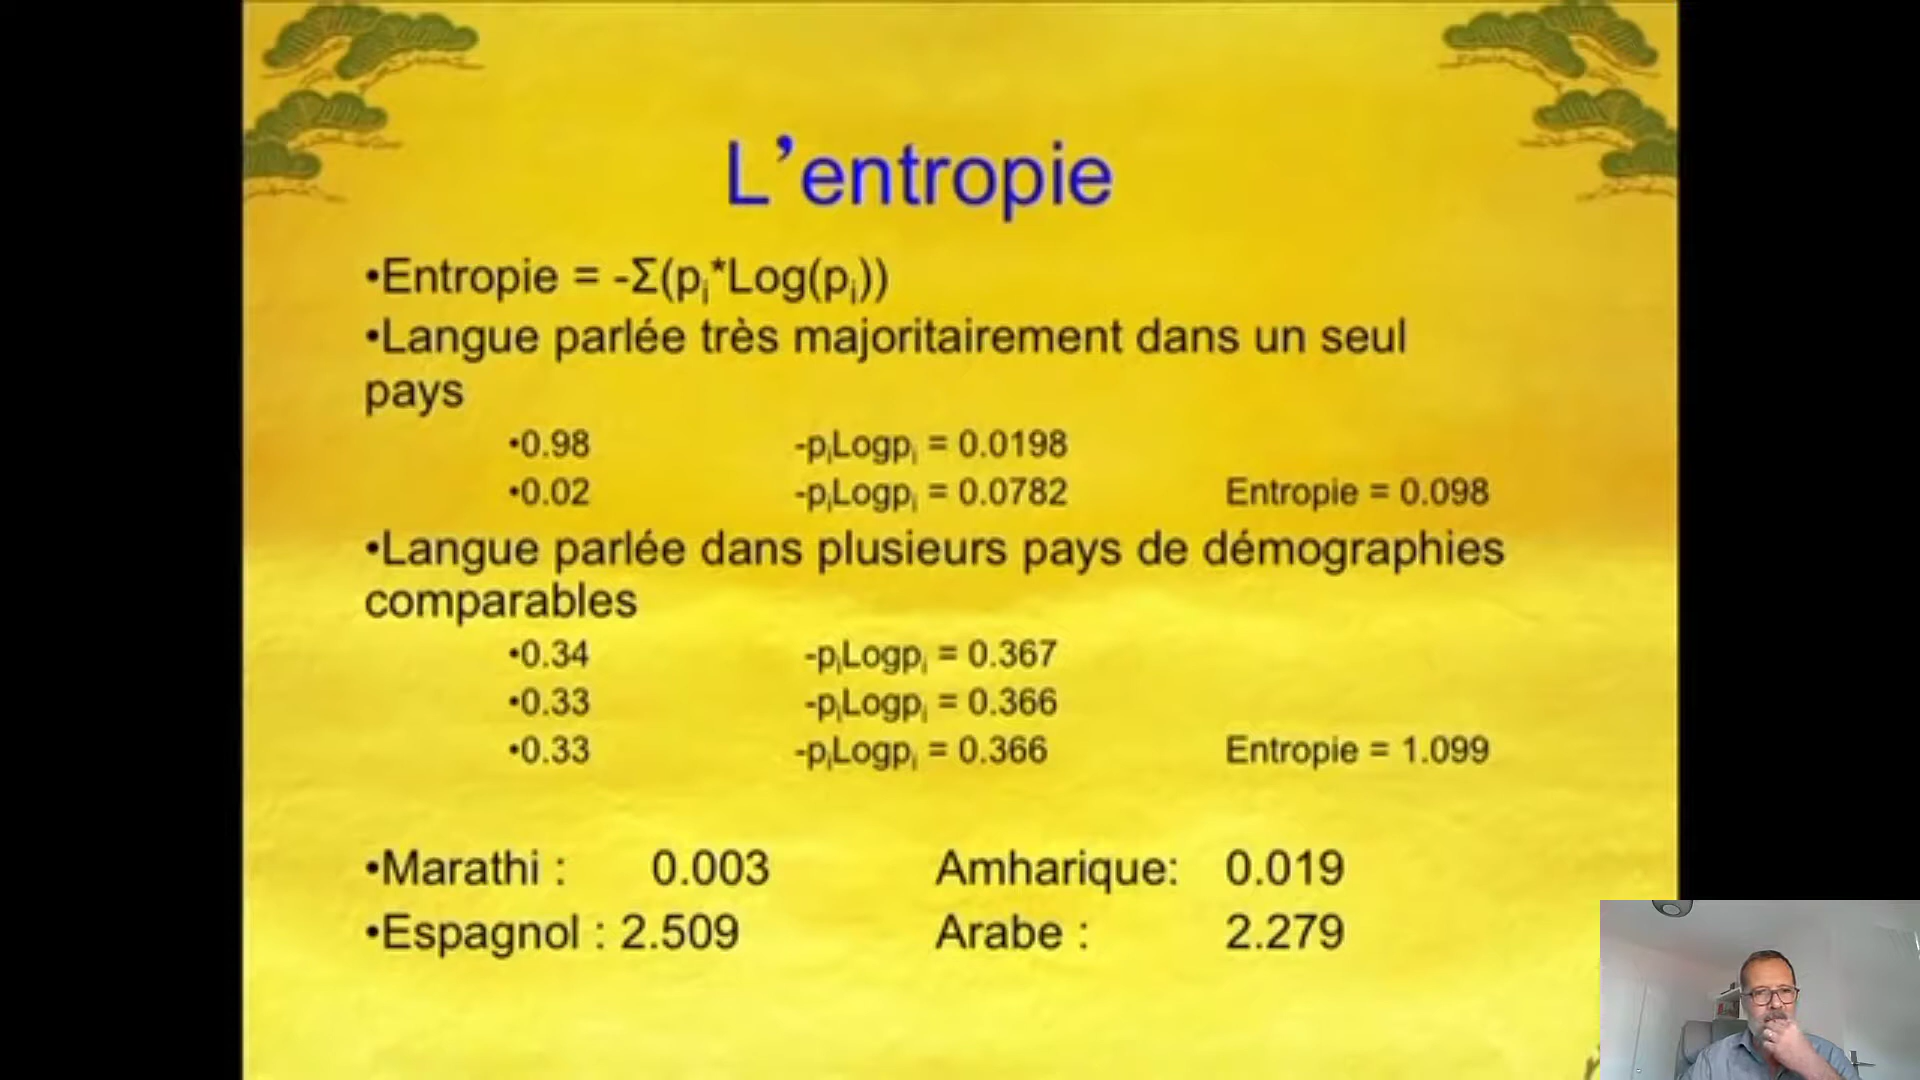 L’entropie
•Entropie = -Σ(pi*Log(pi))
•Langue parlée très majoritairement dans un seul
pays
•0.98 -piLogpi = 0.0198
•0.02 -piLogpi = 0.0782 Entropie = 0.098
•Langue parlée dans plusieurs pays de démographies
comparables
•0.34 -piLogpi = 0.367
•0.33 -piLogpi = 0.366
•0.33 -piLogpi = 0.366 Entropie = 1.099
•Marathi : 0.003 Amharique: 0.019
•Espagnol : 2.509 Arabe : 2.279